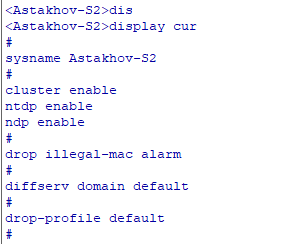 <Astakhov-S2>dis
<Astakhov-S2>display cur
#
sysname Astakhov-S2
#
cluster enable
ntdp enable
ndp enable
#
drop illegal-mac alarm
#
diffserv domain default
#
drop-profile default
#